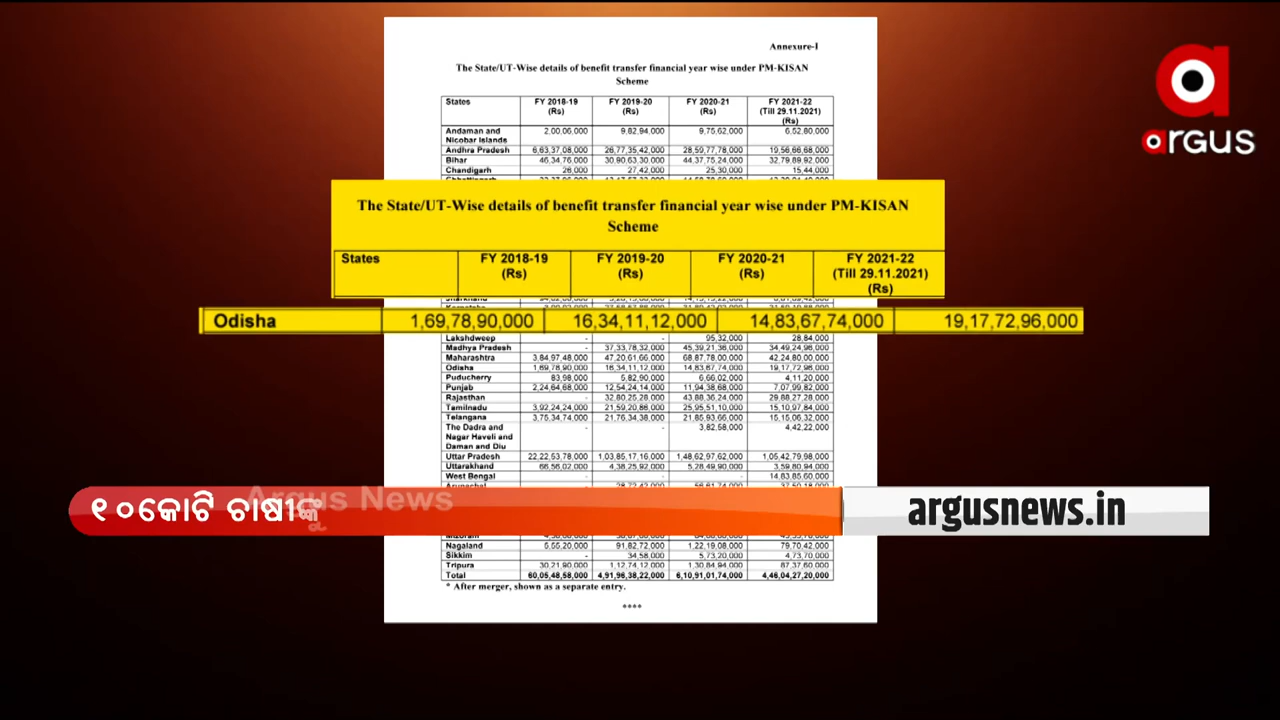 Annexure-I
The State/UT-Wise details of benefit transfer financial year wise under PM-KISAN
Scheme
States FY 2018-19 (Rs) FY 2019-20 (Rs) FY 2020-21 (Rs) FY 2021-22 (Till 29.11.2021) (Rs)
Andaman and Nicobar Islands 2,00,06,000 9,82,94,000 9,75,62,000 6,52,80,000
Andhra Pradesh 6,63,37,08,000 26,77,35,42,000 28,59,77,78,000 19,56,66,68,000
Bihar 46,34,76,000 30,90,63,30,000 44,37,75,24,000 32,79,89,92,000
Chandigarh 26,000 27,42,000 25,30,000 15,44,000
The State/UT-Wise details of benefit transfer financial year wise under PM-KISAN
Scheme
States FY 2018-19 (Rs) FY 2019-20 (Rs) FY 2020-21 (Rs) FY 2021-22 (Till 29.11.2021) (Rs)
Odisha 1,69,78,90,000 16,34,11,12,000 14,83,67,74,000 19,17,72,96,000
Lakshdweep - - 95,32,000 28,84,000
Madhya Pradesh - 37,33,78,32,000 45,39,21,36,000 34,49,24,96,000
Maharashtra 3,84,97,48,000 47,20,61,66,000 68,87,78,00,000 42,24,80,00,000
Odisha 1,69,78,90,000 16,34,11,12,000 14,83,67,74,000 19,17,72,96,000
Puducherry 83,98,000 5,82,90,000 6,66,02,000 4,11,20,000
Punjab 2,24,64,68,000 12,54,24,14,000 11,94,38,68,000 7,07,99,82,000
Rajasthan - 32,80,25,28,000 43,88,36,24,000 29,88,27,28,000
Tamilnadu 3,92,24,24,000 21,59,20,86,000 25,95,51,10,000 15,10,97,84,000
Telangana 3,75,34,74,000 21,76,34,38,000 21,85,93,66,000 15,15,06,32,000
The Dadra and Nagar Haveli and Daman and Diu - - 3,82,58,000 4,42,22,000
Uttar Pradesh 22,22,53,78,000 1,03,85,17,16,000 1,48,62,97,62,000 1,05,42,79,98,000
Uttarakhand 66,56,02,000 4,38,25,92,000 5,28,49,90,000 3,59,80,94,000
West Bengal - - - 14,83,85,60,000
Argus News
୧୦କୋଟି ଚାଷୀଙ୍କୁ
argusnews.in
Nagaland 5,55,20,000 91,82,72,000 1,22,19,08,000 79,70,42,000
Sikkim - 34,58,000 5,73,20,000 4,73,70,000
Tripura 30,21,90,000 1,12,74,12,000 1,30,84,94,000 87,37,60,000
Total 60,05,48,58,000 4,91,96,38,22,000 6,10,91,01,74,000 4,46,04,27,20,000
* After merger, shown as a separate entry.
****
argus